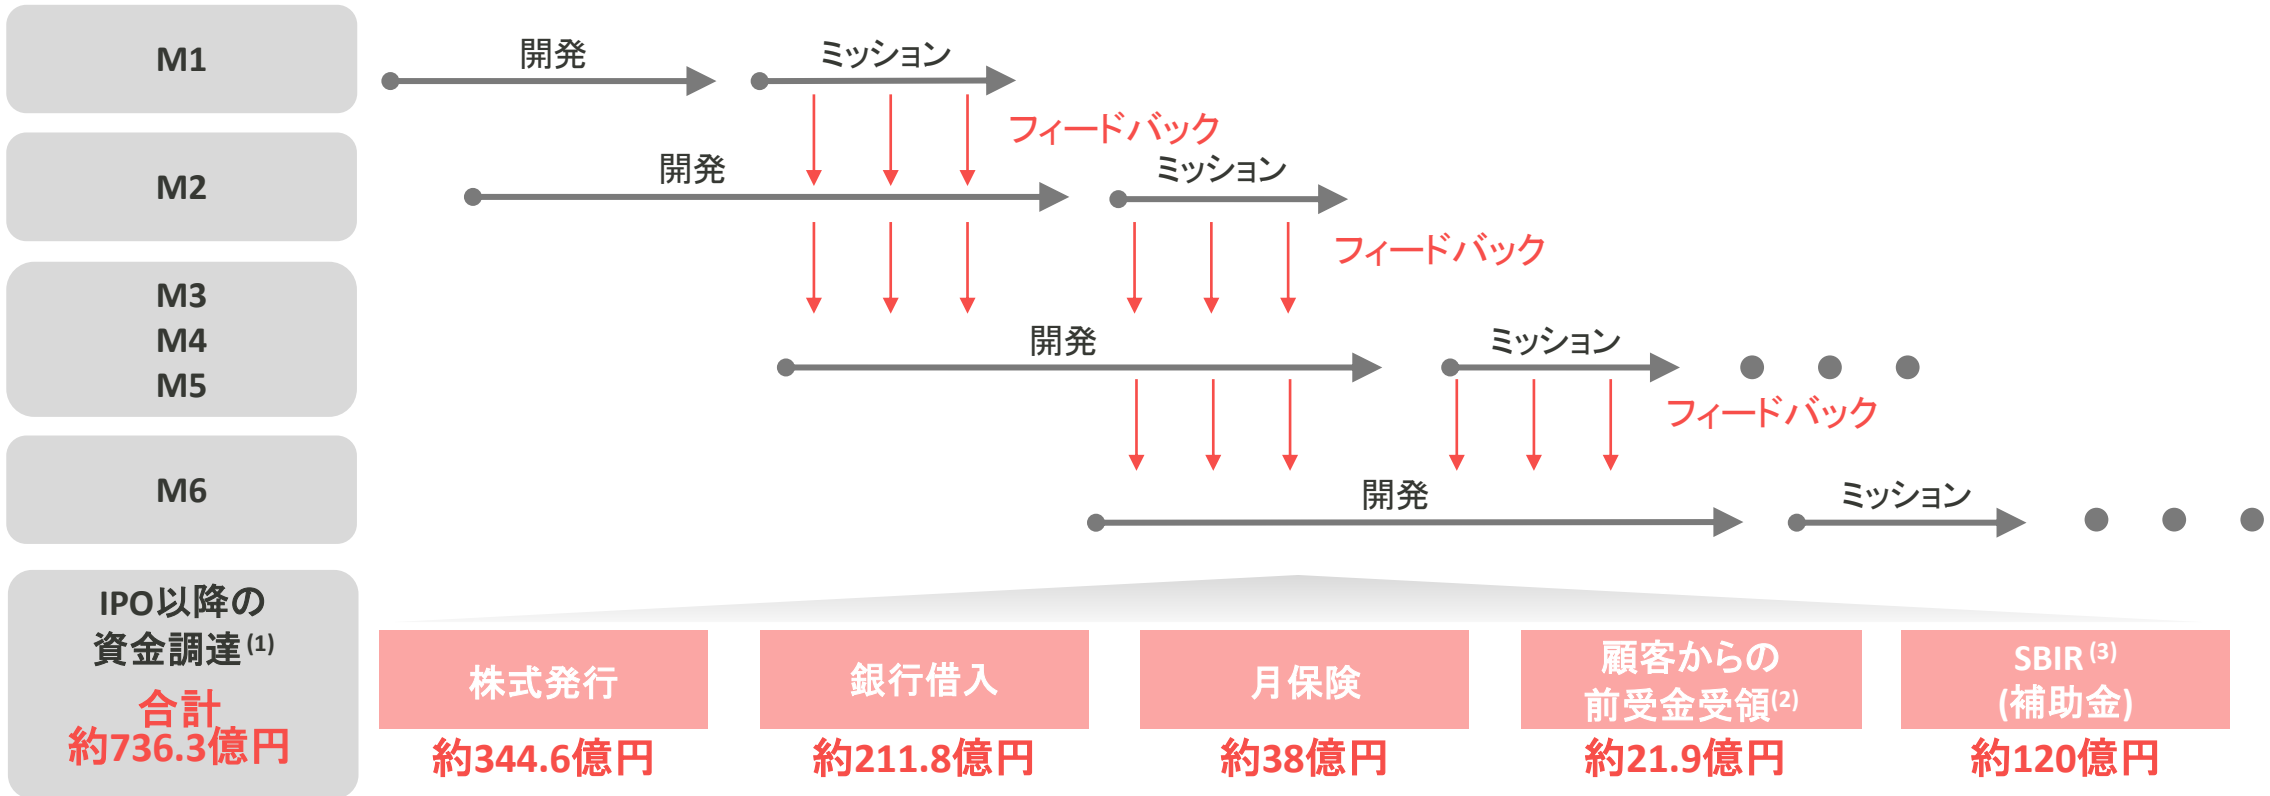 M1
開発
ミッション
フィードバック
M2
開発
ミッション
フィードバック
M3
M4
M5
開発
ミッション
フィードバック
M6
開発
ミッション
IPO以降の
資金調達(1)
合計
約736.3億円
株式発行
約344.6億円
銀行借入
約211.8億円
月保険
約38億円
顧客からの
前受金受領(2)
約21.9億円
SBIR(3)
(補助金)
約120億円